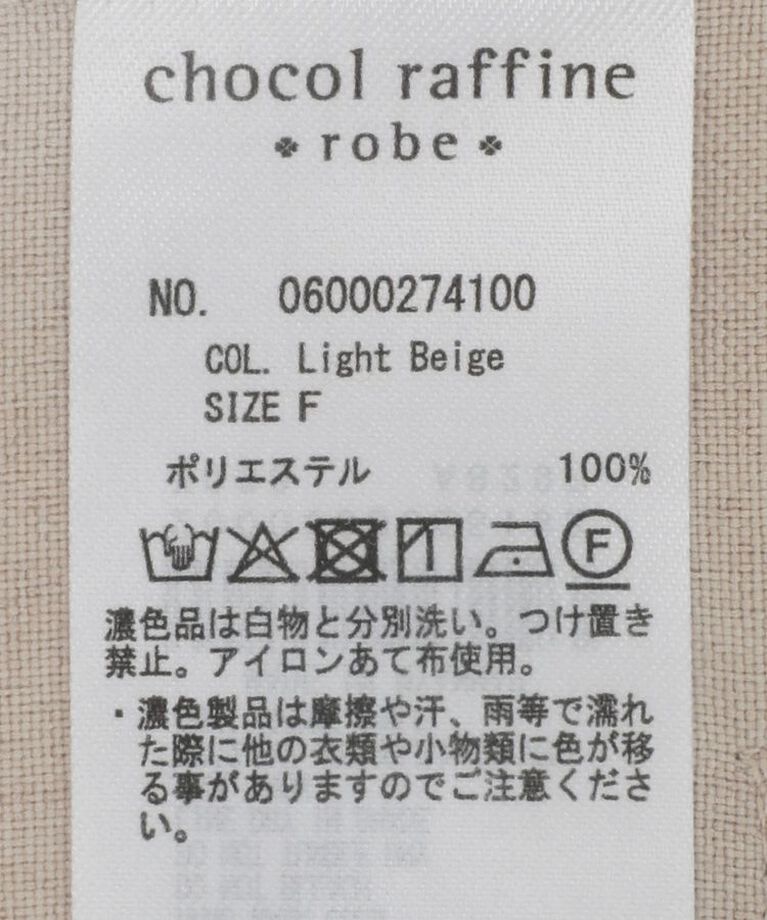 chocol raffine
robe
NO. 06000274100
COL. Light Beige
SIZE F
ポリエステル 100%
F
濃色品は白物と分別洗い。つけ置き
禁止。アイロンあて布使用。
・濃色製品は摩擦や汗、雨等で濡れ
た際に他の衣類や小物類に色が移
る事がありますのでご注意くださ
い。